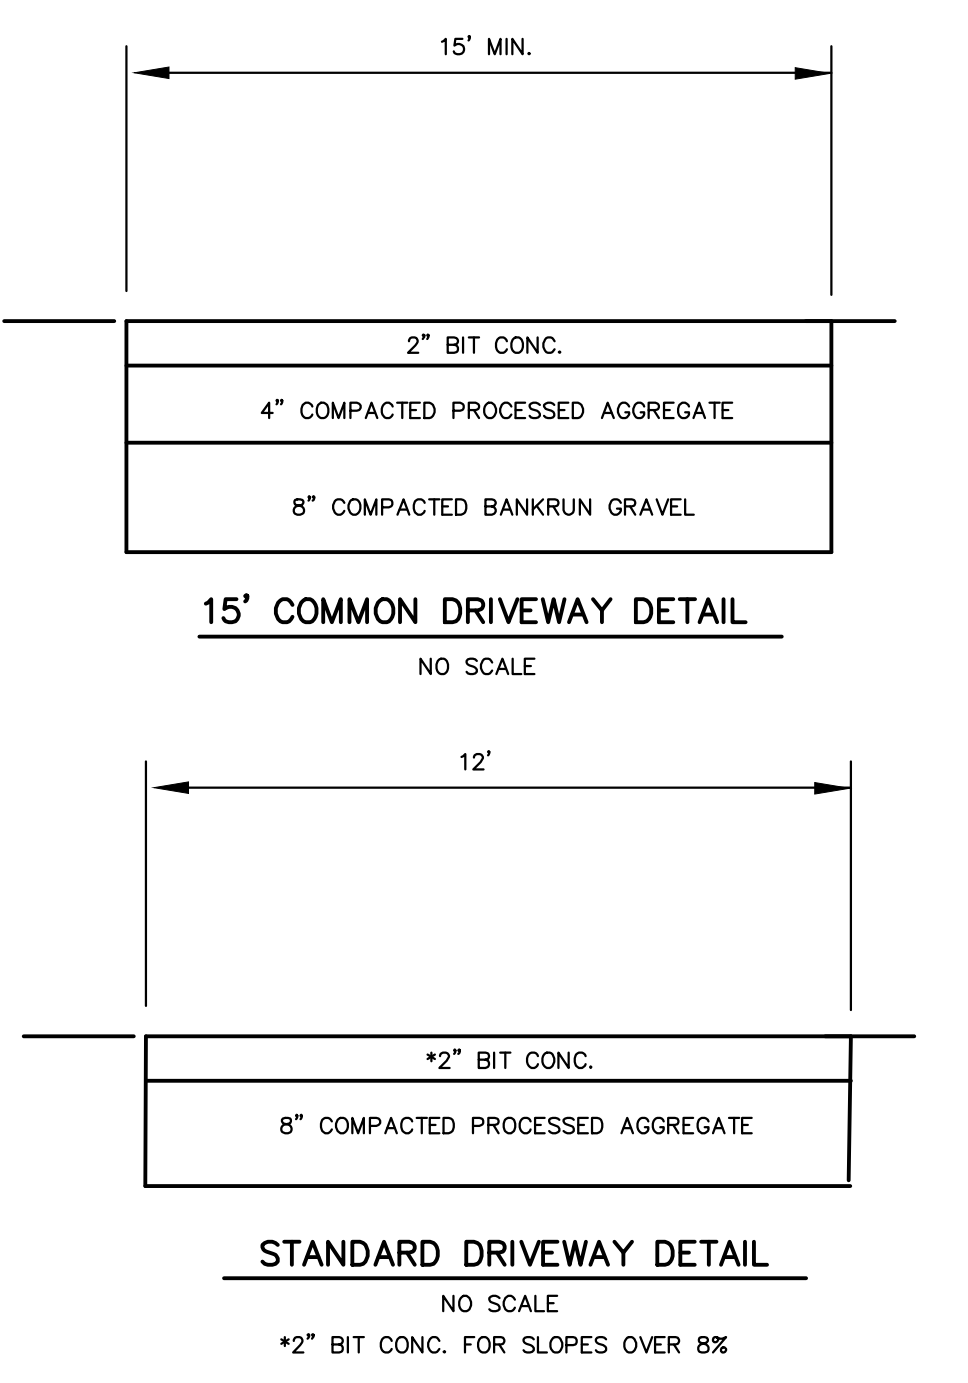 15' MIN.
2" BIT CONC.
4" COMPACTED PROCESSED AGGREGATE
8" COMPACTED BANKRUN GRAVEL
15' COMMON DRIVEWAY DETAIL
NO SCALE
12'
*2" BIT CONC.
8" COMPACTED PROCESSED AGGREGATE
STANDARD DRIVEWAY DETAIL
NO SCALE
*2" BIT CONC. FOR SLOPES OVER 8%